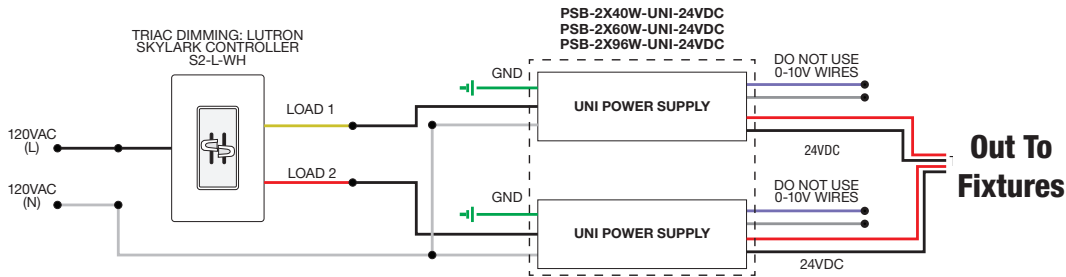 PSB-2X40W-UNI-24VDC
PSB-2X60W-UNI-24VDC
PSB-2X96W-UNI-24VDC
TRIAC DIMMING: LUTRON
SKYLARK CONTROLLER
S2-L-WH
GND
DO NOT USE
0-10V WIRES
LOAD 1
UNI POWER SUPPLY
120VAC
(L)
24VDC
Out To
Fixtures
LOAD 2
120VAC
(N)
GND
DO NOT USE
0-10V WIRES
UNI POWER SUPPLY
24VDC